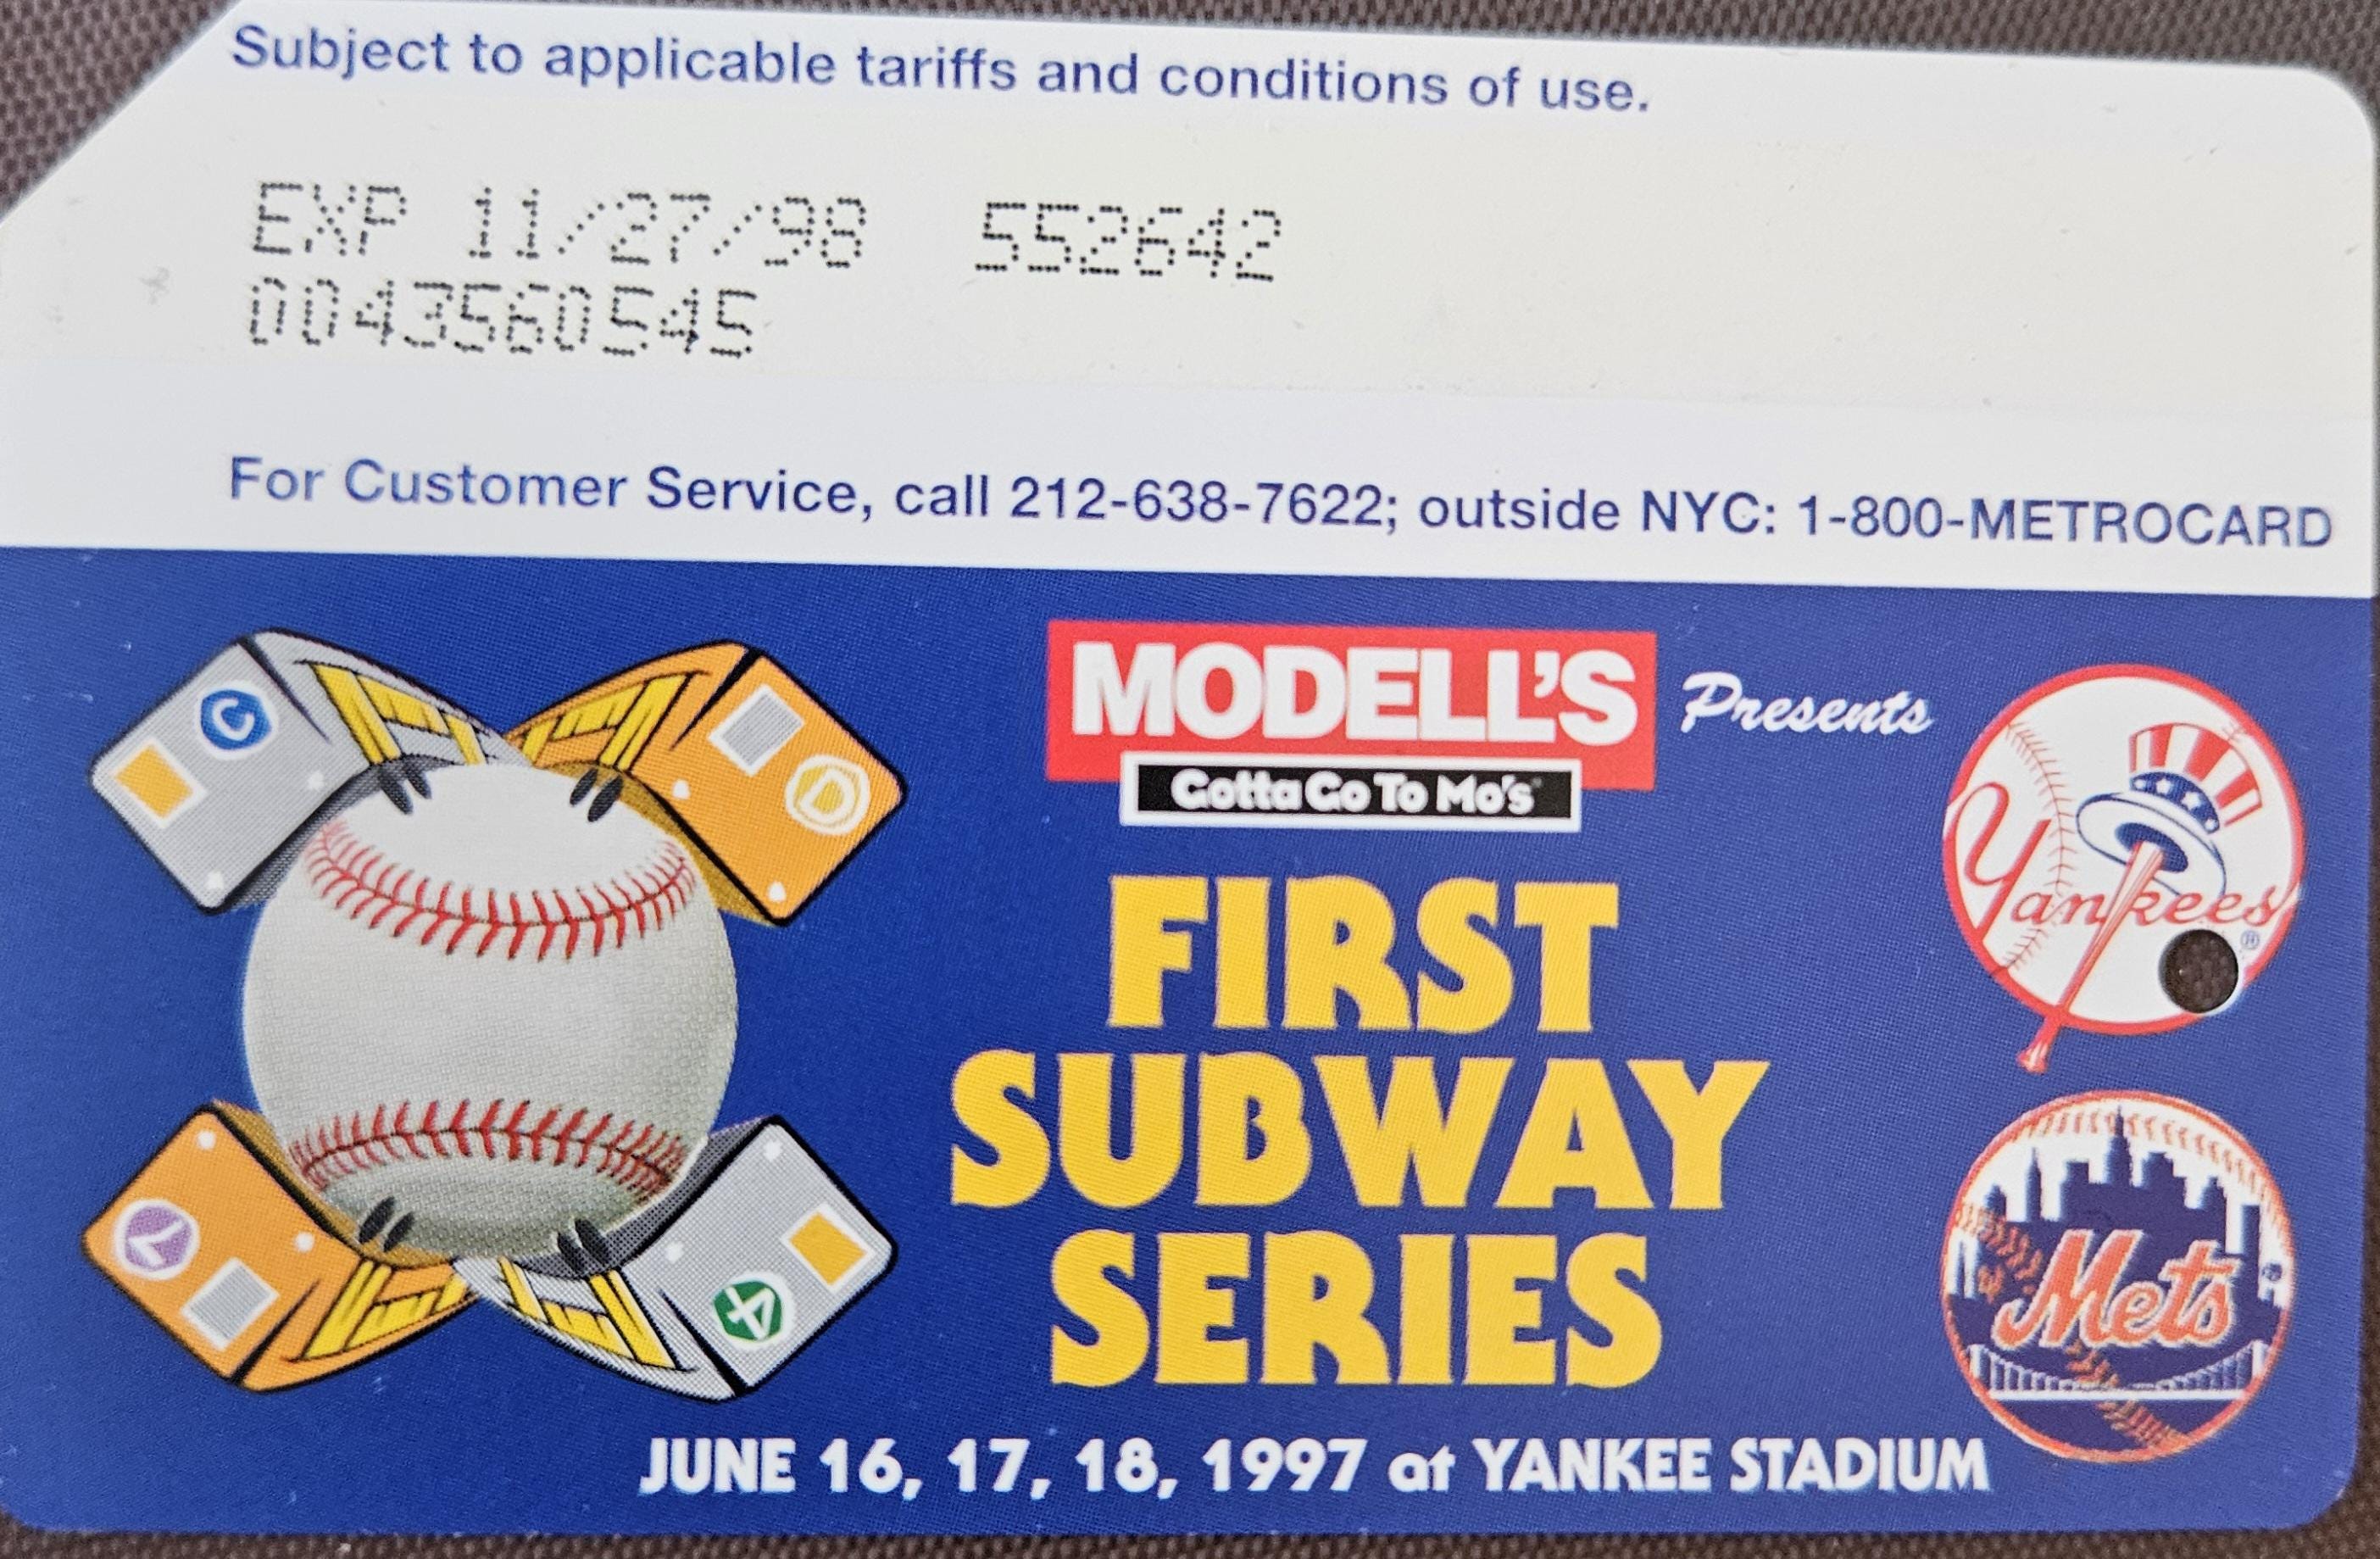 Subject to applicable tariffs and conditions of use.
EXP 11/27/98 552642
0043560545
For Customer Service, call 212-638-7622; outside NYC: 1-800-METROCARD
C
D
7
4
MODELL'S Presents
Gotta Go To Mo's
FIRST
SUBWAY
SERIES
Yankees®
Mets
JUNE 16, 17, 18, 1997 at YANKEE STADIUM